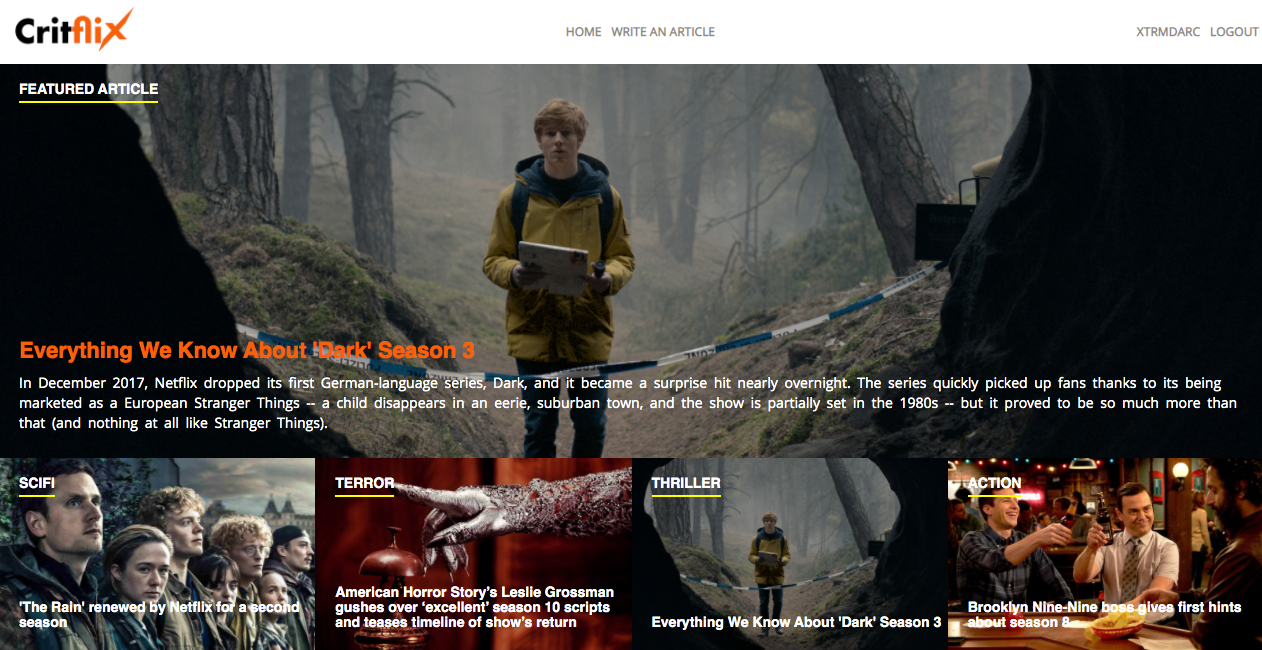 Critflix
HOME WRITE AN ARTICLE
XTRMDARC LOGOUT
FEATURED ARTICLE
Everything We Know About 'Dark' Season 3
In December 2017, Netflix dropped its first German-language series, Dark, and it became a surprise hit nearly overnight. The series quickly picked up fans thanks to its being
marketed as a European Stranger Things -- a child disappears in an eerie, suburban town, and the show is partially set in the 1980s -- but it proved to be so much more than
that (and nothing at all like Stranger Things).
SCIFI
'The Rain' renewed by Netflix for a second
season
TERROR
American Horror Story’s Leslie Grossman
gushes over ‘excellent’ season 10 scripts
and teases timeline of show’s return
THRILLER
Everything We Know About 'Dark' Season 3
ACTION
Brooklyn Nine-Nine boss gives first hints
about season 8